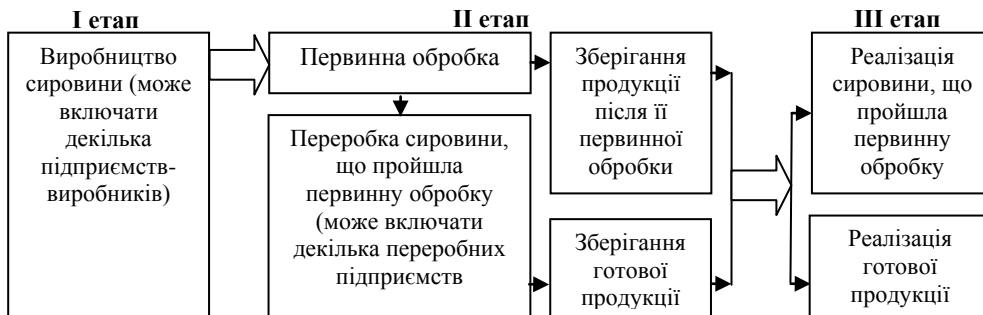 I етап
II етап
III етап
Виробництво
сировини (може
включати
декілька
підприємств-
виробників)
Первинна обробка
Переробка сировини,
що пройшла
первинну обробку
(може включати
декілька переробних
підприємств
Зберігання
продукції
після її
первинної
обробки
Зберігання
готової
продукції
Реалізація
сировини, що
пройшла
первинну
обробку
Реалізація
готової
продукції